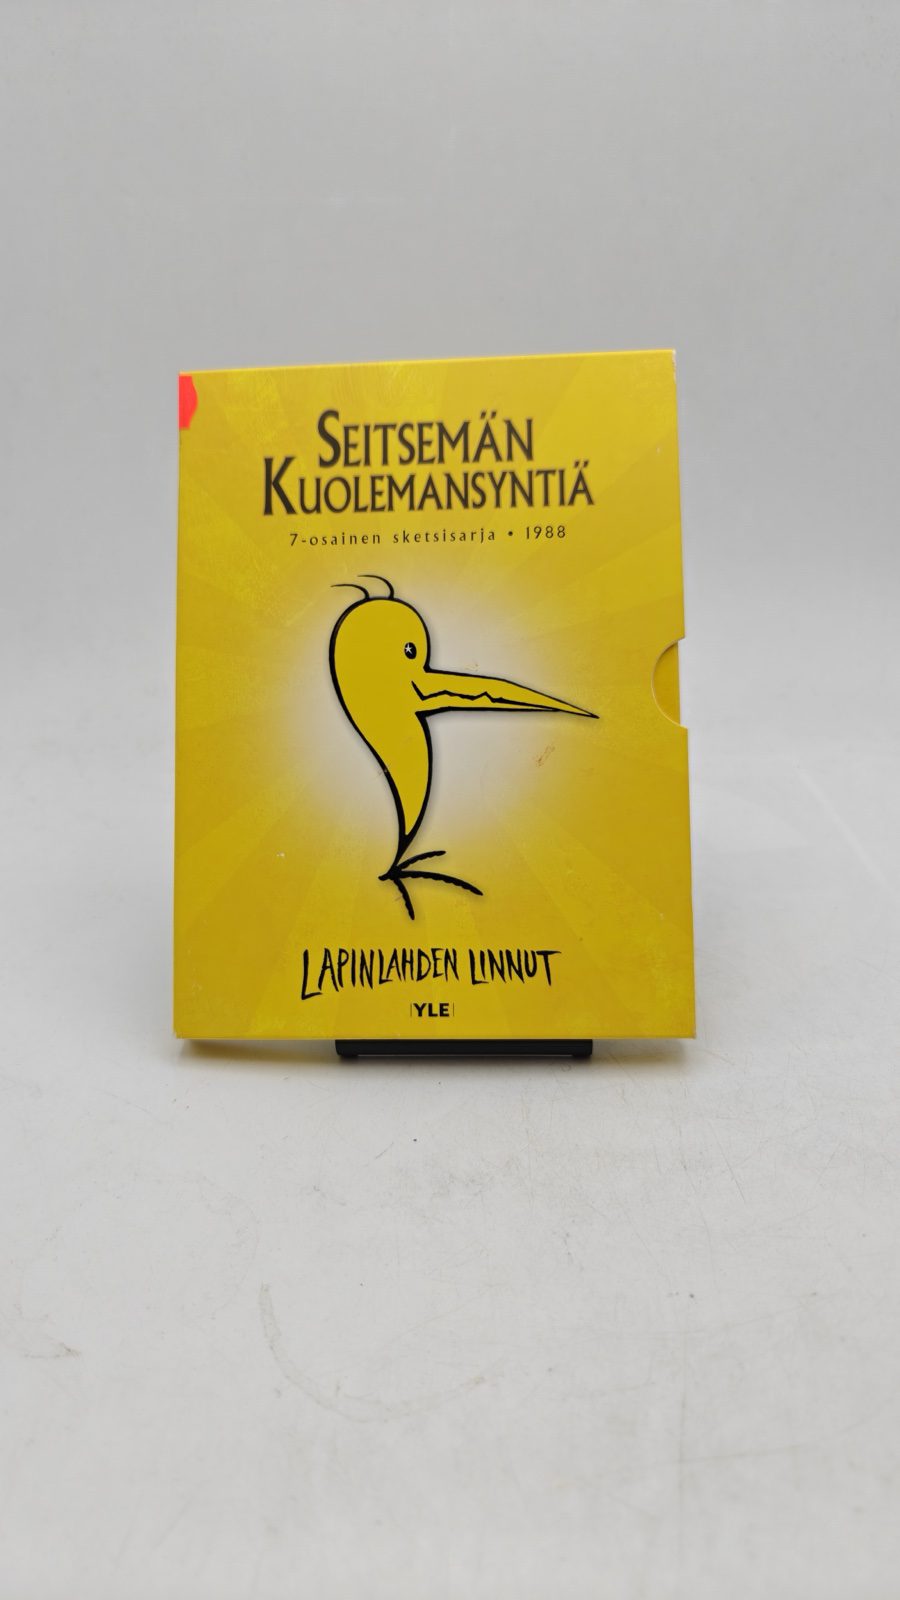 SEITSEMÄN
KUOLEMANSYNTIÄ
7-osainen sketsisarja • 1988
LAPINLAHDEN LINNUT
YLE